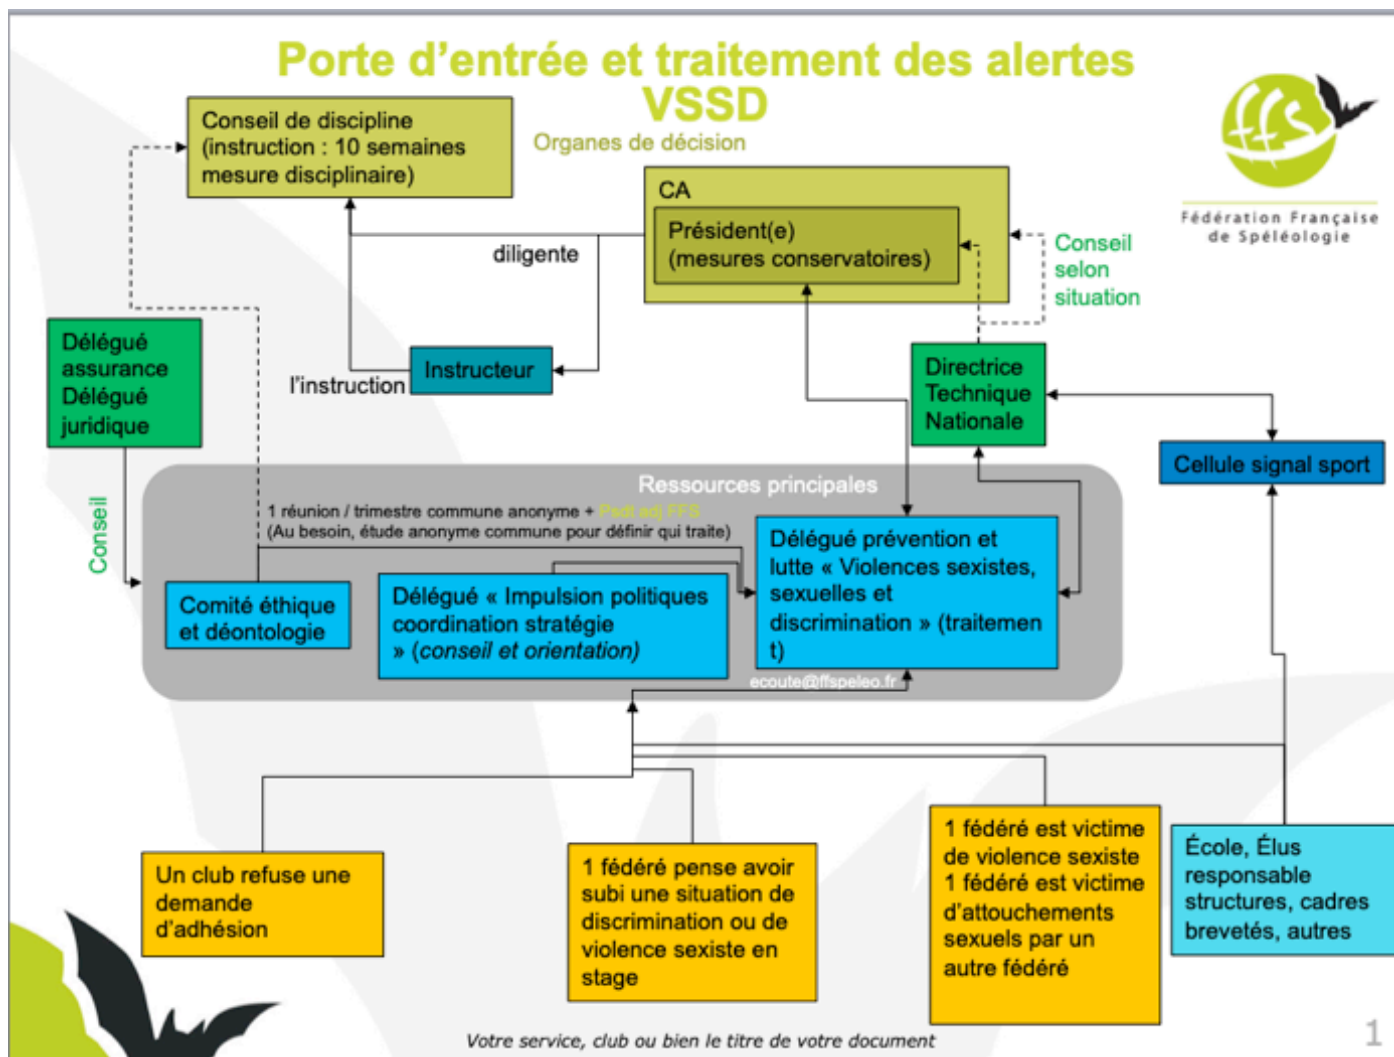 Porte d'entrée et traitement des alertes
VSSD
Organes de décision
Conseil de discipline
(instruction : 10 semaines
mesure disciplinaire)
CA
Président(e)
(mesures conservatoires)
ffs
Fédération Française
de Spéléologie
diligente
Conseil
selon
situation
Délégué
assurance
Délégué
juridique
l'instruction
Instructeur
Directrice
Technique
Nationale
Cellule signal sport
Conseil
Ressources principales
1 réunion / trimestre commune anonyme + Psdt adj FFS
(Au besoin, étude anonyme commune pour définir qui traite)
Comité éthique
et déontologie
Délégué « Impulsion politiques
coordination stratégie
» (conseil et orientation)
Délégué prévention et
lutte « Violences sexistes,
sexuelles et
discrimination » (traitemen
t)
ecoute@ffspeleo.fr
Un club refuse une
demande
d'adhésion
1 fédéré pense avoir
subi une situation de
discrimination ou de
violence sexiste en
stage
1 fédéré est victime
de violence sexiste
1 fédéré est victime
d'attouchements
sexuels par un
autre fédéré
École, Élus
responsable
structures, cadres
brevetés, autres
Votre service, club ou bien le titre de votre document
1